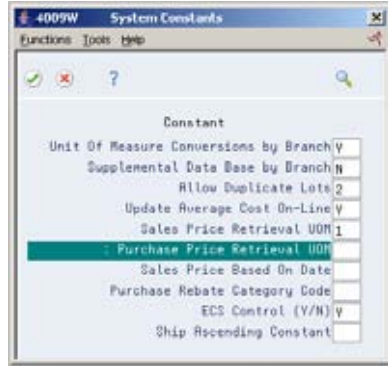 4009W System Constants
Functions Tools Help
?
Constant
Unit Of Measure Conversions by Branch Y
Supplemental Data Base by Branch N
Allow Duplicate Lots 2
Update Average Cost On-Line Y
Sales Price Retrieval UOM 1
: Purchase Price Retrieval UOM
Sales Price Based On Date
Purchase Rebate Category Code
ECS Control (Y/N) Y
Ship Ascending Constant